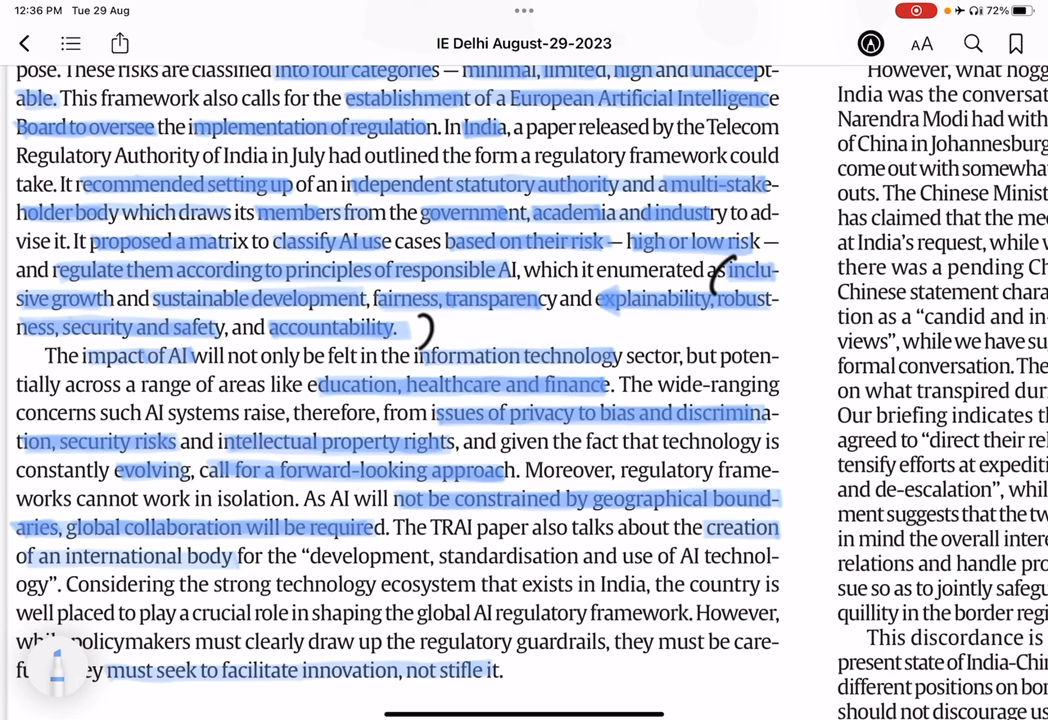 12:36 PM Tue 29 Aug
72%
IE Delhi August-29-2023
AA
pose. These risks are classified into four categories — minimal, limited, high and unaccept-
able. This framework also calls for the establishment of a European Artificial Intelligence
Board to oversee the implementation of regulation. In India, a paper released by the Telecom
Regulatory Authority of India in July had outlined the form a regulatory framework could
take. It recommended setting up of an independent statutory authority and a multi-stake-
holder body which draws its members from the government, academia and industry to ad-
vise it. It proposed a matrix to classify AI use cases based on their risk — high or low risk —
and regulate them according to principles of responsible AI, which it enumerated as inclu-
sive growth and sustainable development, fairness, transparency and explainability, robust-
ness, security and safety, and accountability.
The impact of AI will not only be felt in the information technology sector, but poten-
tially across a range of areas like education, healthcare and finance. The wide-ranging
concerns such AI systems raise, therefore, from issues of privacy to bias and discrimina-
tion, security risks and intellectual property rights, and given the fact that technology is
constantly evolving, call for a forward-looking approach. Moreover, regulatory frame-
works cannot work in isolation. As AI will not be constrained by geographical bound-
aries, global collaboration will be required. The TRAI paper also talks about the creation
of an international body for the “development, standardisation and use of AI technol-
ogy”. Considering the strong technology ecosystem that exists in India, the country is
well placed to play a crucial role in shaping the global AI regulatory framework. However,
policymakers must clearly draw up the regulatory guardrails, they must be care-
must seek to facilitate innovation, not stifle it.
However, what hogg
India was the conversat
Narendra Modi had with
of China in Johannesburg
come out with somewha
outs. The Chinese Minist
has claimed that the mee
at India's request, while w
there was a pending Ch
Chinese statement chara
tion as a “candid and in-
views”, while we have su
formal conversation. The
on what transpired duri
Our briefing indicates th
agreed to “direct their rel
tensify efforts at expediti
and de-escalation”, whil
ment suggests that the tw
in mind the overall intere
relations and handle pro
sue so as to jointly safegu
quillity in the border regi
This discordance is
present state of India-Chin
different positions on bor
should not discourage us